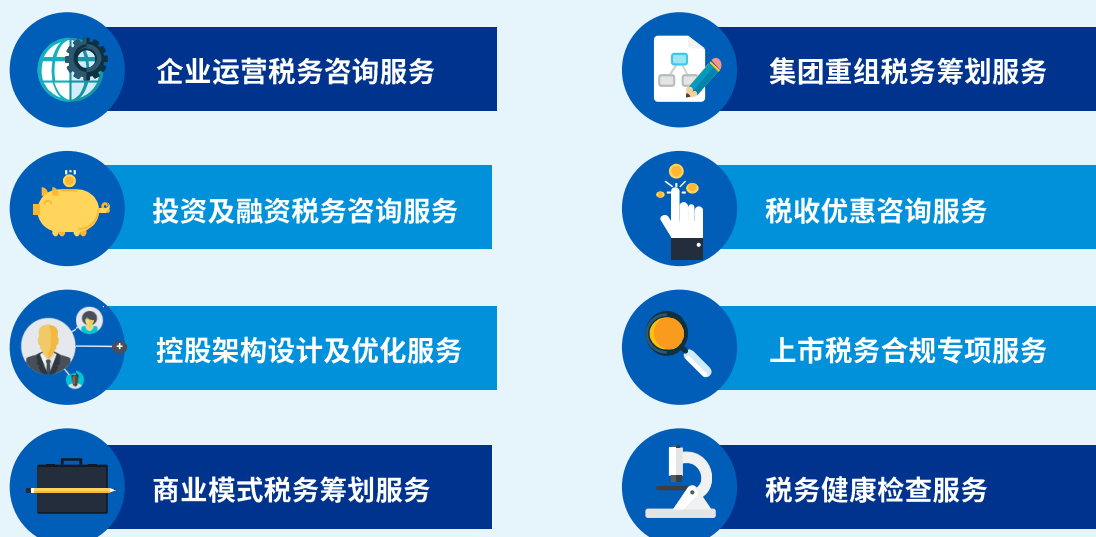 企业运营税务咨询服务
集团重组税务筹划服务
投资及融资税务咨询服务
税收优惠咨询服务
控股架构设计及优化服务
上市税务合规专项服务
商业模式税务筹划服务
税务健康检查服务